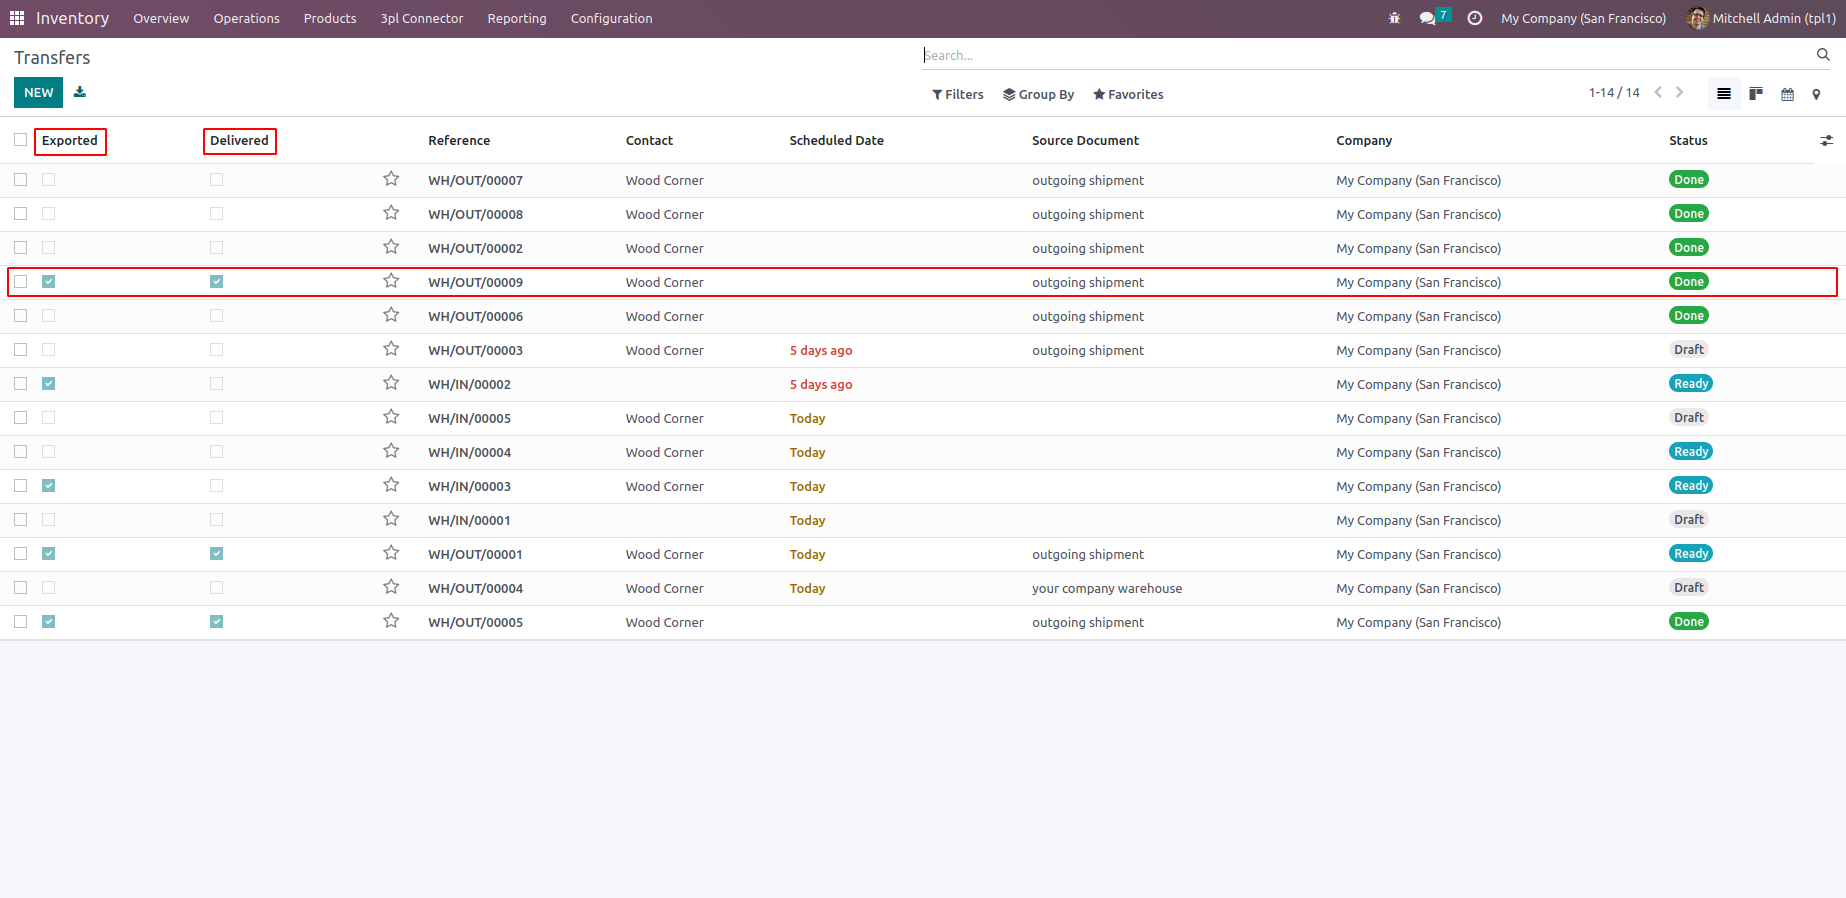 Inventory Overview Operations Products 3pl Connector Reporting Configuration 7 My Company (San Francisco) Mitchell Admin (tpl1)
Transfers Search...
NEW Filters Group By Favorites 1-14 / 14
Exported Delivered Reference Contact Scheduled Date Source Document Company Status
WH/OUT/00007 Wood Corner outgoing shipment My Company (San Francisco) Done
WH/OUT/00008 Wood Corner outgoing shipment My Company (San Francisco) Done
WH/OUT/00002 Wood Corner outgoing shipment My Company (San Francisco) Done
WH/OUT/00009 Wood Corner outgoing shipment My Company (San Francisco) Done
WH/OUT/00006 Wood Corner outgoing shipment My Company (San Francisco) Done
WH/OUT/00003 Wood Corner 5 days ago outgoing shipment My Company (San Francisco) Draft
WH/IN/00002 5 days ago My Company (San Francisco) Ready
WH/IN/00005 Wood Corner Today My Company (San Francisco) Draft
WH/IN/00004 Wood Corner Today My Company (San Francisco) Ready
WH/IN/00003 Wood Corner Today My Company (San Francisco) Ready
WH/IN/00001 Today My Company (San Francisco) Draft
WH/OUT/00001 Wood Corner Today outgoing shipment My Company (San Francisco) Ready
WH/OUT/00004 Wood Corner Today your company warehouse My Company (San Francisco) Draft
WH/OUT/00005 Wood Corner outgoing shipment My Company (San Francisco) Done